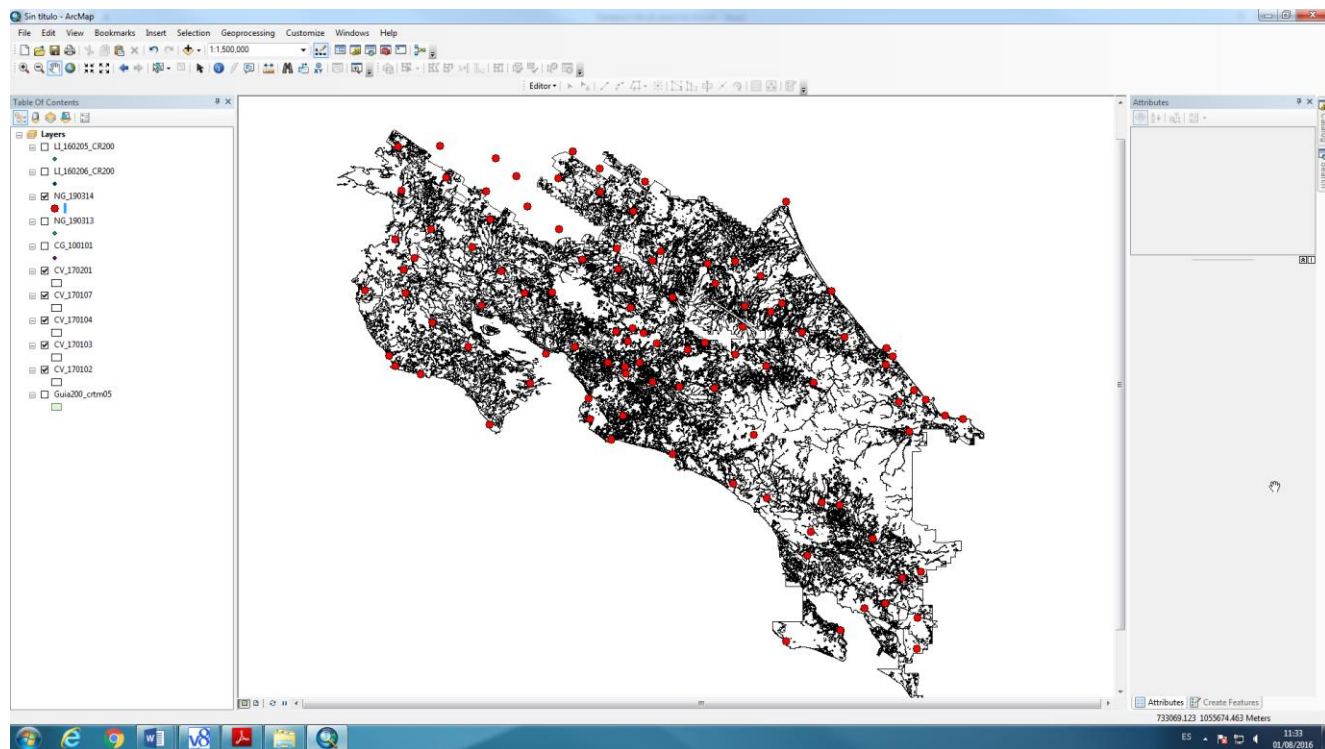 Sin título - ArcMap
File Edit View Bookmarks Insert Selection Geoprocessing Customize Windows Help
1:1,500,000
Editor
Table Of Contents
Attributes
Layers
LI_160205_CR200
LI_160206_CR200
NG_190314
NG_190313
CG_100101
CV_170201
CV_170107
CV_170104
CV_170103
CV_170102
Guia200_crtm05
Catalog
Search
Attributes Create Features
733069.123 1055674.463 Meters
ES 11:33
01/08/2016